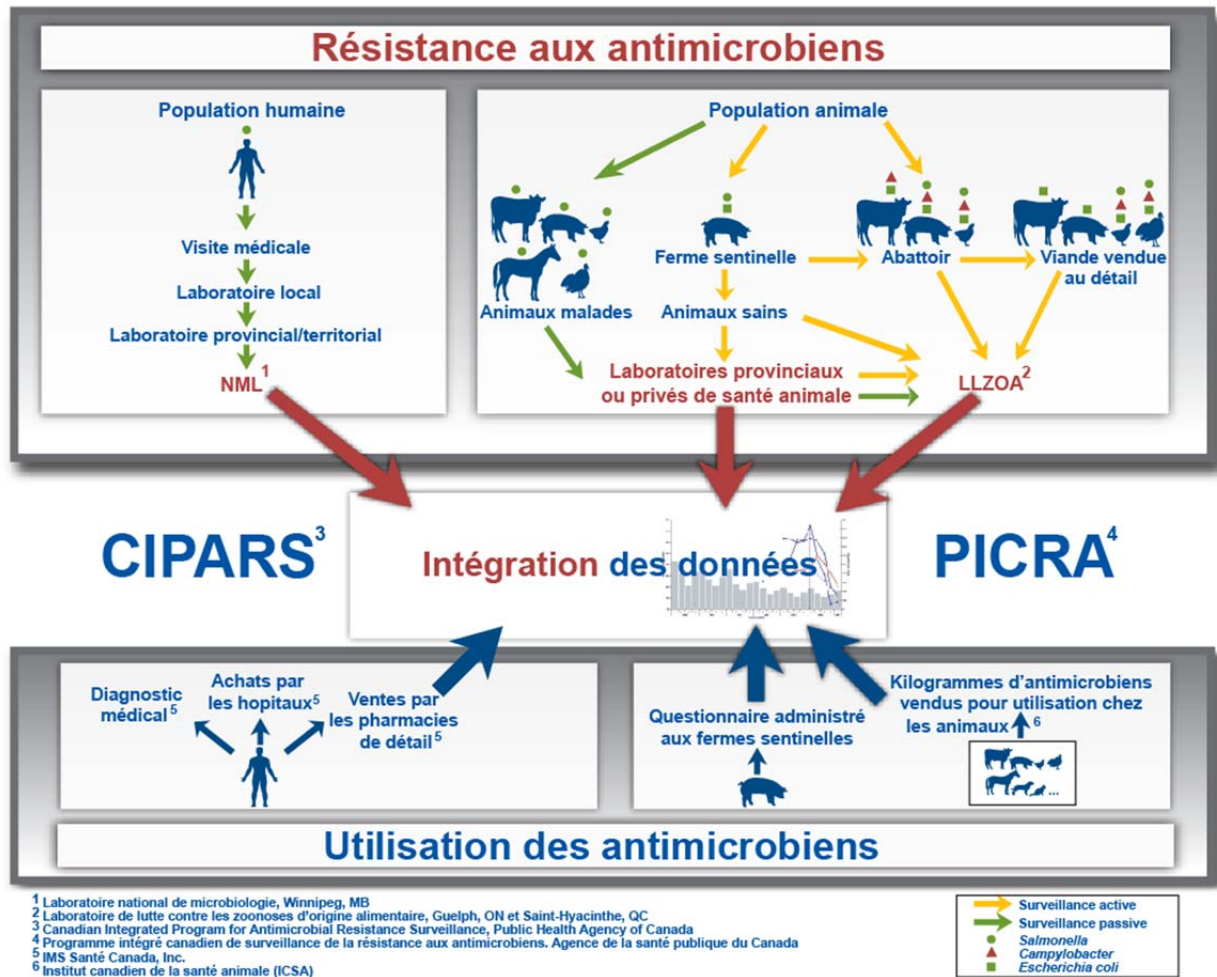 Résistance aux antimicrobiens
Population humaine
Visite médicale
Laboratoire local
Laboratoire provincial/territorial
NML1
Population animale
Animaux malades
Ferme sentinelle
Animaux sains
Abattoir
Viande vendue
au détail
Laboratoires provinciaux
ou privés de santé animale
LLZOA2
CIPARS3
Intégration des données
PICRA4
Diagnostic
médical5
Achats par
les hopitaux5
Ventes par
les pharmacies
de détail5
Questionnaire administré
aux fermes sentinelles
Kilogrammes d'antimicrobiens
vendus pour utilisation chez
les animaux 6
...
Utilisation des antimicrobiens
1 Laboratoire national de microbiologie, Winnipeg, MB
2 Laboratoire de lutte contre les zoonoses d'origine alimentaire, Guelph, ON et Saint-Hyacinthe, QC
3 Canadian Integrated Program for Antimicrobial Resistance Surveillance, Public Health Agency of Canada
4 Programme intégré canadien de surveillance de la résistance aux antimicrobiens. Agence de la santé publique du Canada
5 IMS Santé Canada, Inc.
6 Institut canadien de la santé animale (ICSA)
Surveillance active
Surveillance passive
Salmonella
Campylobacter
Escherichia coli